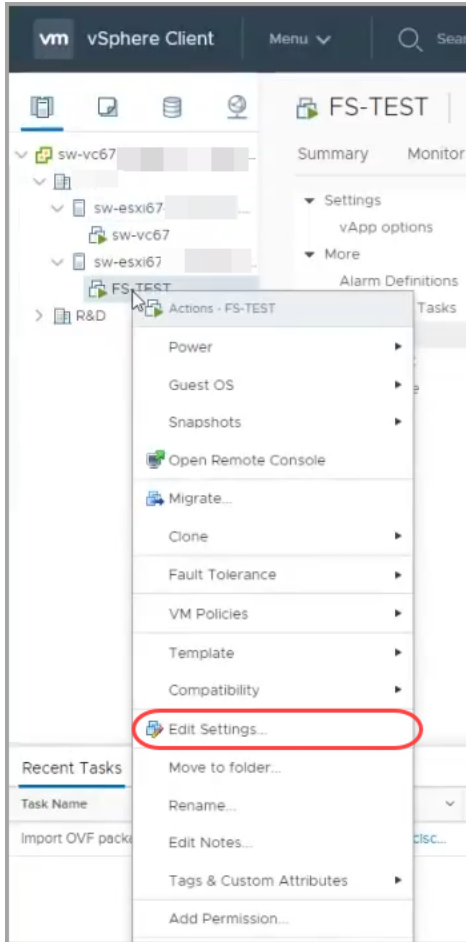 vm vSphere Client Menu Sear
FS-TEST
sw-vc67
Summary Monitor
Settings
sw-esxi67-
vApp options
sw-vc67
More
sw-esxi67
Alarm Definitions
FS-TEST
Tasks
R&D
Actions - FS-TEST
Power
Guest OS
Snapshots
Open Remote Console
Migrate...
Clone
Fault Tolerance
VM Policies
Template
Compatibility
Edit Settings...
Recent Tasks
Move to folder...
Task Name
Rename...
Import OVF packa
Edit Notes...
cisc...
Tags & Custom Attributes
Add Permission...